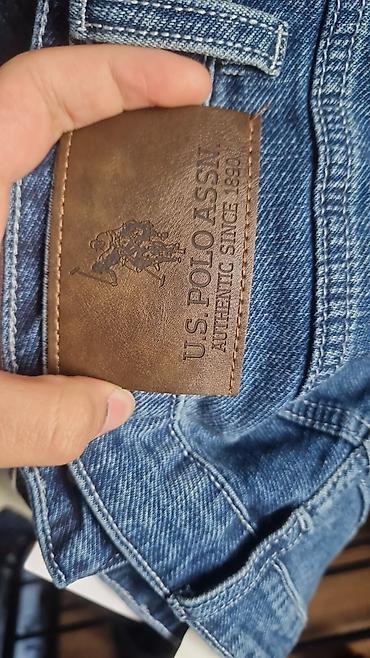 U.S. POLO ASSN.
AUTHENTIC SINCE 1890